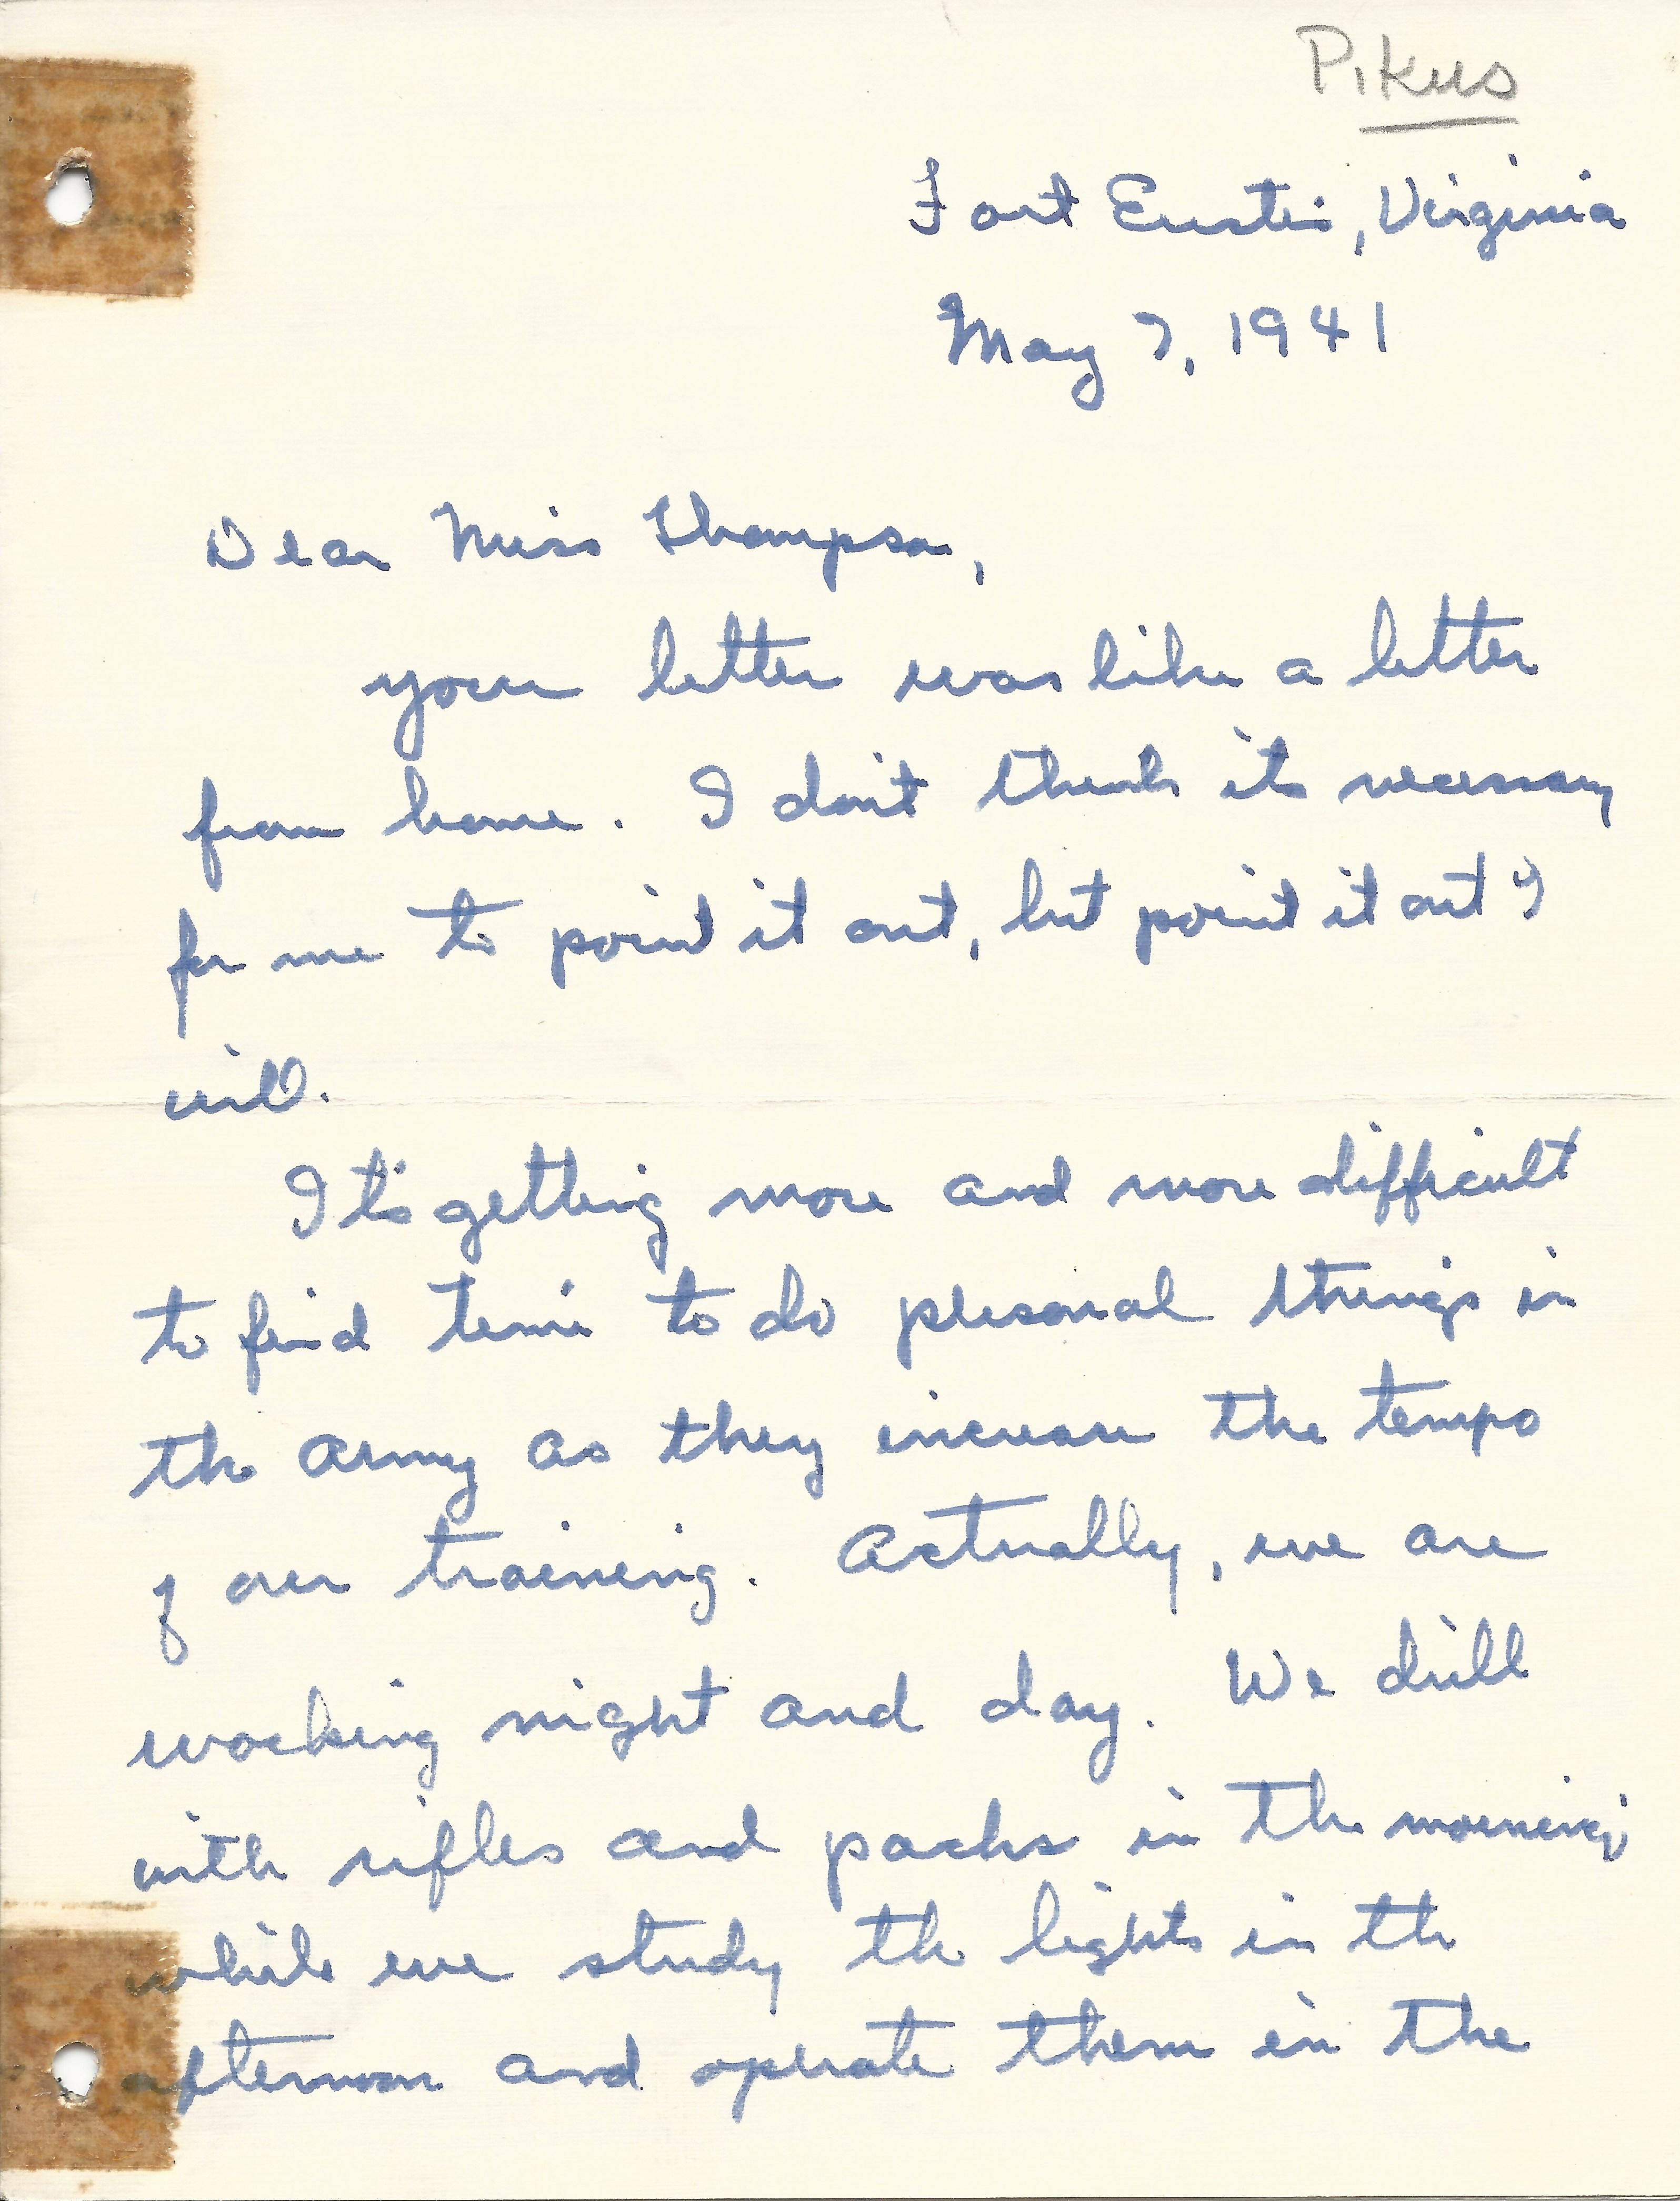 Pikus
Fort Eustis, Virginia
May 7, 1941
Dear Miss Thompson,
your letter was like a letter
from home. I don't think its necessary
for me to point it out, but point it out I
will.
It's getting more and more difficult
to find time to do personal things in
the army as they increase the tempo
of our training. Actually, we are
working night and day. We drill
with rifles and packs in the morning
while we study the lights in the
afternoon and operate them in the